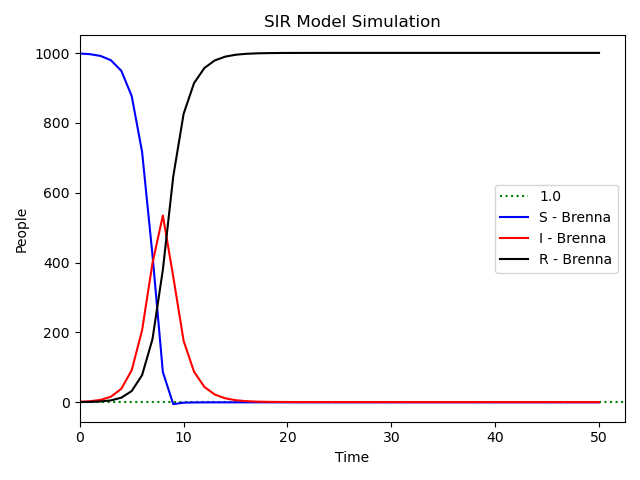 SIR Model Simulation
1000
800
600
400
200
0
People
1.0
S - Brenna
I - Brenna
R - Brenna
0
10
20
30
40
50
Time